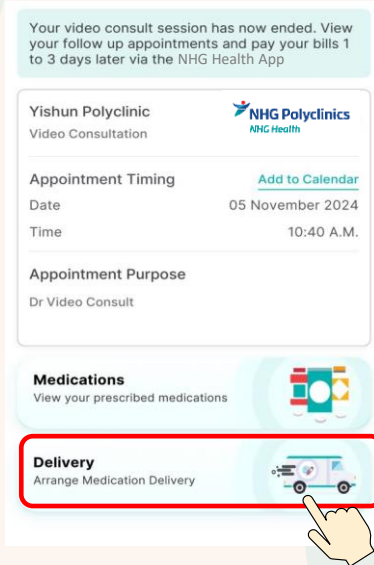 Your video consult session has now ended. View
your follow up appointments and pay your bills 1
to 3 days later via the NHG Health App
Yishun Polyclinic
NHG Polyclinics
NHG Health
Video Consultation
Appointment Timing
Add to Calendar
Date
05 November 2024
Time
10:40 A.M.
Appointment Purpose
Dr Video Consult
Medications
View your prescribed medications
Delivery
Arrange Medication Delivery